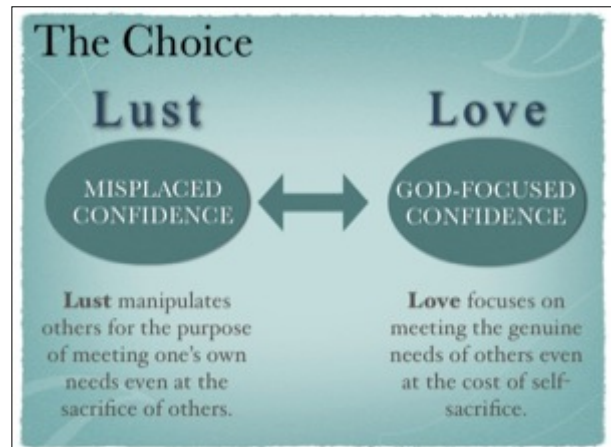 The Choice
Lust
Love
MISPLACED
CONFIDENCE
GOD-FOCUSED
CONFIDENCE
Lust manipulates
others for the purpose
of meeting one's own
needs even at the
sacrifice of others.
Love focuses on
meeting the genuine
needs of others even
at the cost of self-
sacrifice.